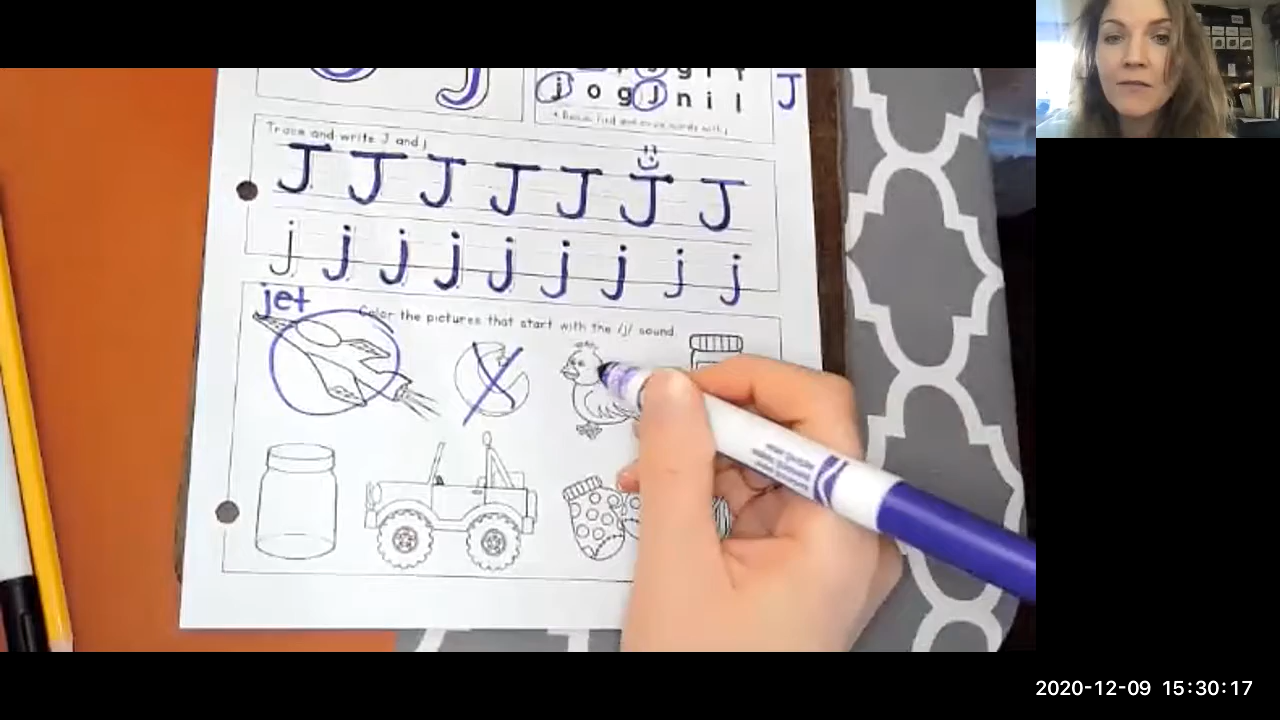 j
g i
j o g j n i l
J
Trace and write J and j
J J J J J J J
j j j j j j j j j
jet
Color the pictures that start with the /j/ sound.
2020-12-09 15:30:17